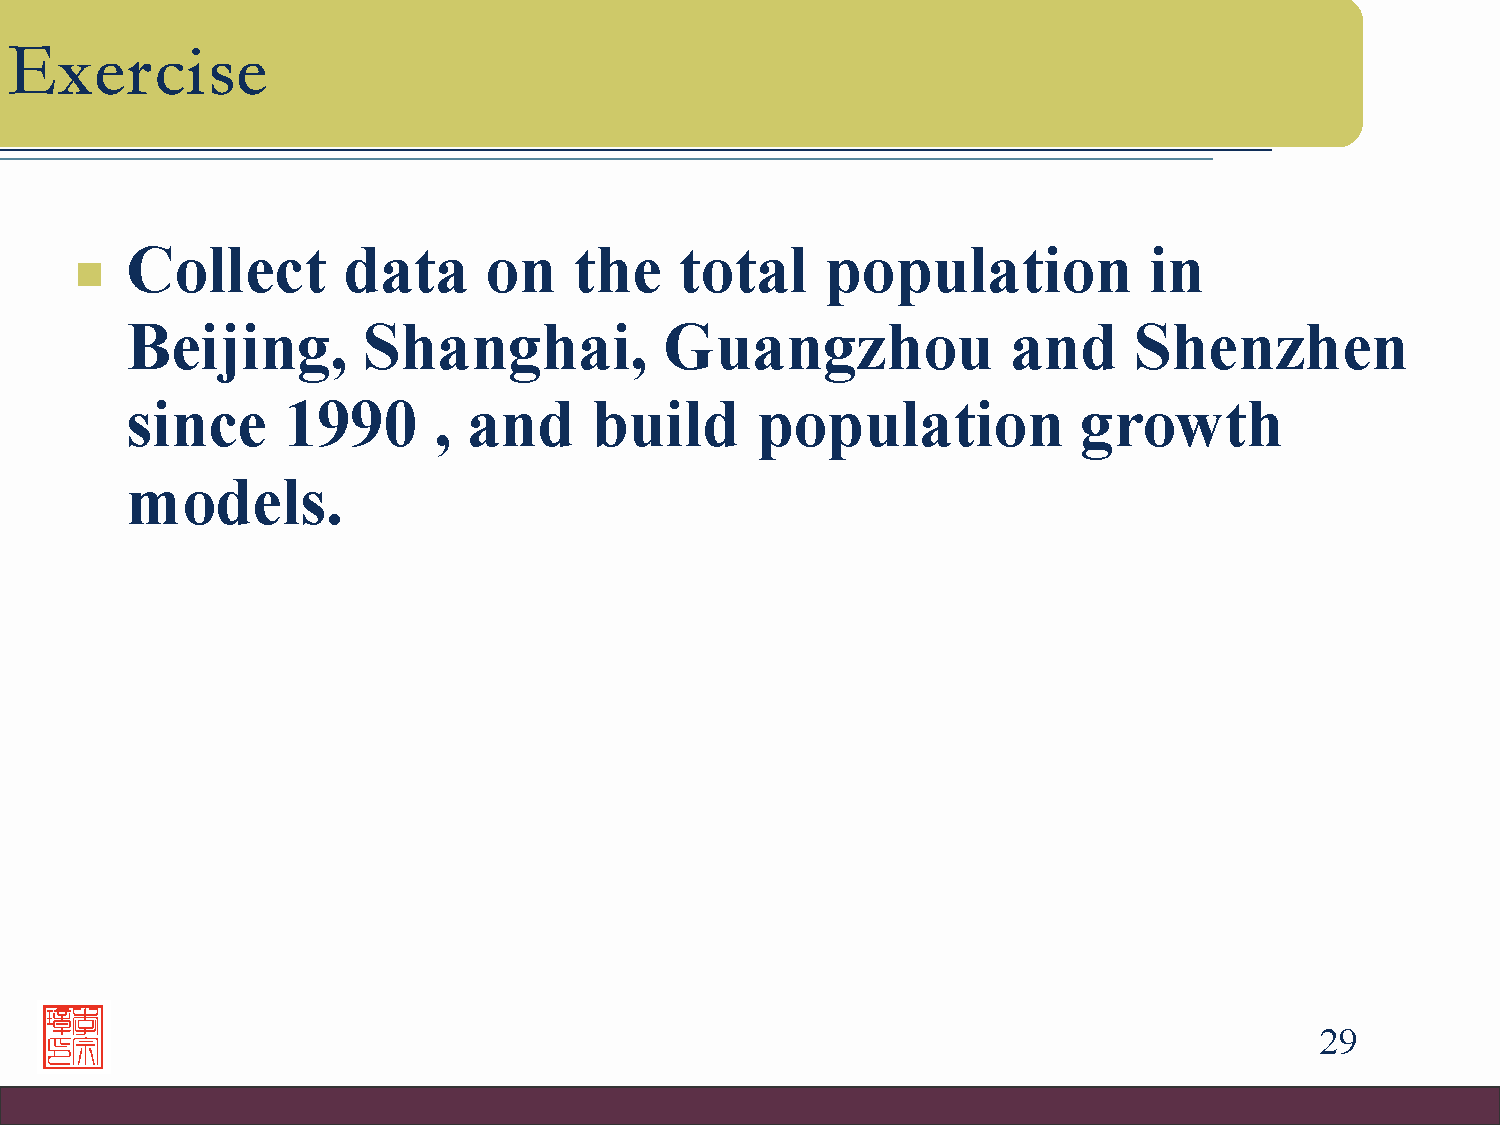 Exercise
Collect data on the total population in
Beijing, Shanghai, Guangzhou and Shenzhen
since 1990 , and build population growth
models.
29